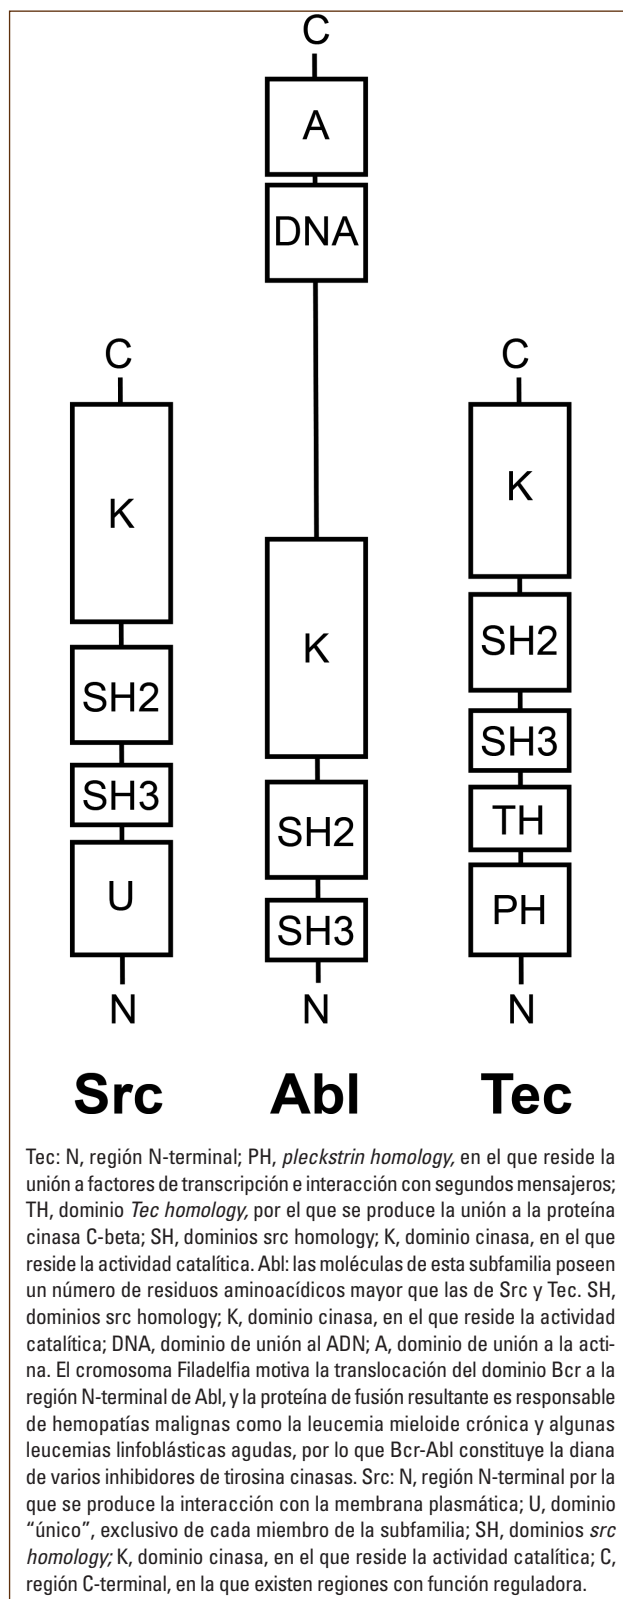 C
A
DNA
C
C
K
K
K
SH2
SH2
SH3
SH3
SH2
TH
U
SH3
PH
N
N
N
Src
Abl
Tec
Tec: N, región N-terminal; PH, pleckstrin homology, en el que reside la
unión a factores de transcripción e interacción con segundos mensajeros;
TH, dominio Tec homology, por el que se produce la unión a la proteína
cinasa C-beta; SH, dominios src homology; K, dominio cinasa, en el que
reside la actividad catalítica. Abl: las moléculas de esta subfamilia poseen
un número de residuos aminoacídicos mayor que las de Src y Tec. SH,
dominios src homology; K, dominio cinasa, en el que reside la actividad
catalítica; DNA, dominio de unión al ADN; A, dominio de unión a la acti-
na. El cromosoma Filadelfia motiva la translocación del dominio Bcr a la
región N-terminal de Abl, y la proteína de fusión resultante es responsable
de hemopatías malignas como la leucemia mieloide crónica y algunas
leucemias linfoblásticas agudas, por lo que Bcr-Abl constituye la diana
de varios inhibidores de tirosina cinasas. Src: N, región N-terminal por la
que se produce la interacción con la membrana plasmática; U, dominio
“único”, exclusivo de cada miembro de la subfamilia; SH, dominios src
homology; K, dominio cinasa, en el que reside la actividad catalítica; C,
región C-terminal, en la que existen regiones con función reguladora.